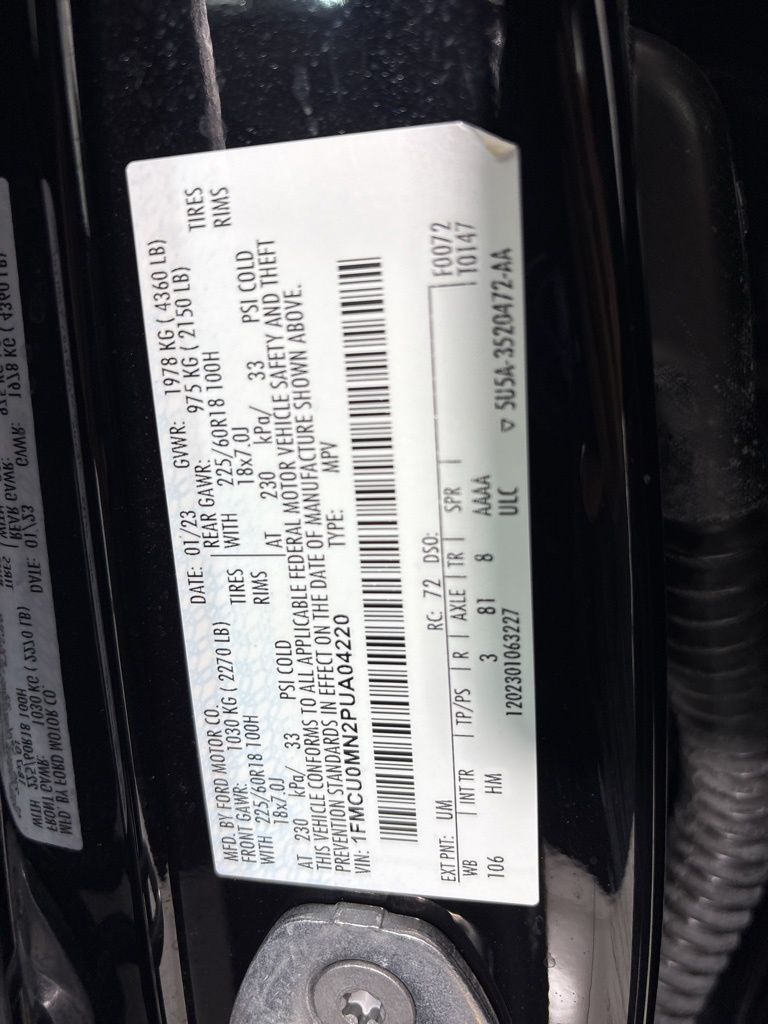 MFD. BY FORD MOTOR CO.
DATE: 01/23 GVWR: 1978 KG ( 4360 LB)
FRONT GAWR: 1030 KG ( 2270 LB) REAR GAWR: 975 KG ( 2150 LB)
WITH 225/60R18 100H TIRES WITH 225/60R18 100H TIRES
18x7.0J RIMS 18x7.0J RIMS
AT 230 kPa/ 33 PSI COLD AT 230 kPa/ 33 PSI COLD
THIS VEHICLE CONFORMS TO ALL APPLICABLE FEDERAL MOTOR VEHICLE SAFETY AND THEFT
PREVENTION STANDARDS IN EFFECT ON THE DATE OF MANUFACTURE SHOWN ABOVE.
VIN: 1FMCU0MN2PUA04220 TYPE: MPV
EXT PNT: UM RC: 72 DSO: F0072
WB INT TR TP/PS R AXLE TR SPR T0147
106 HM 3 81 8 AAAA
1202301063227 ULC ▽ 5U5A-3520472-AA